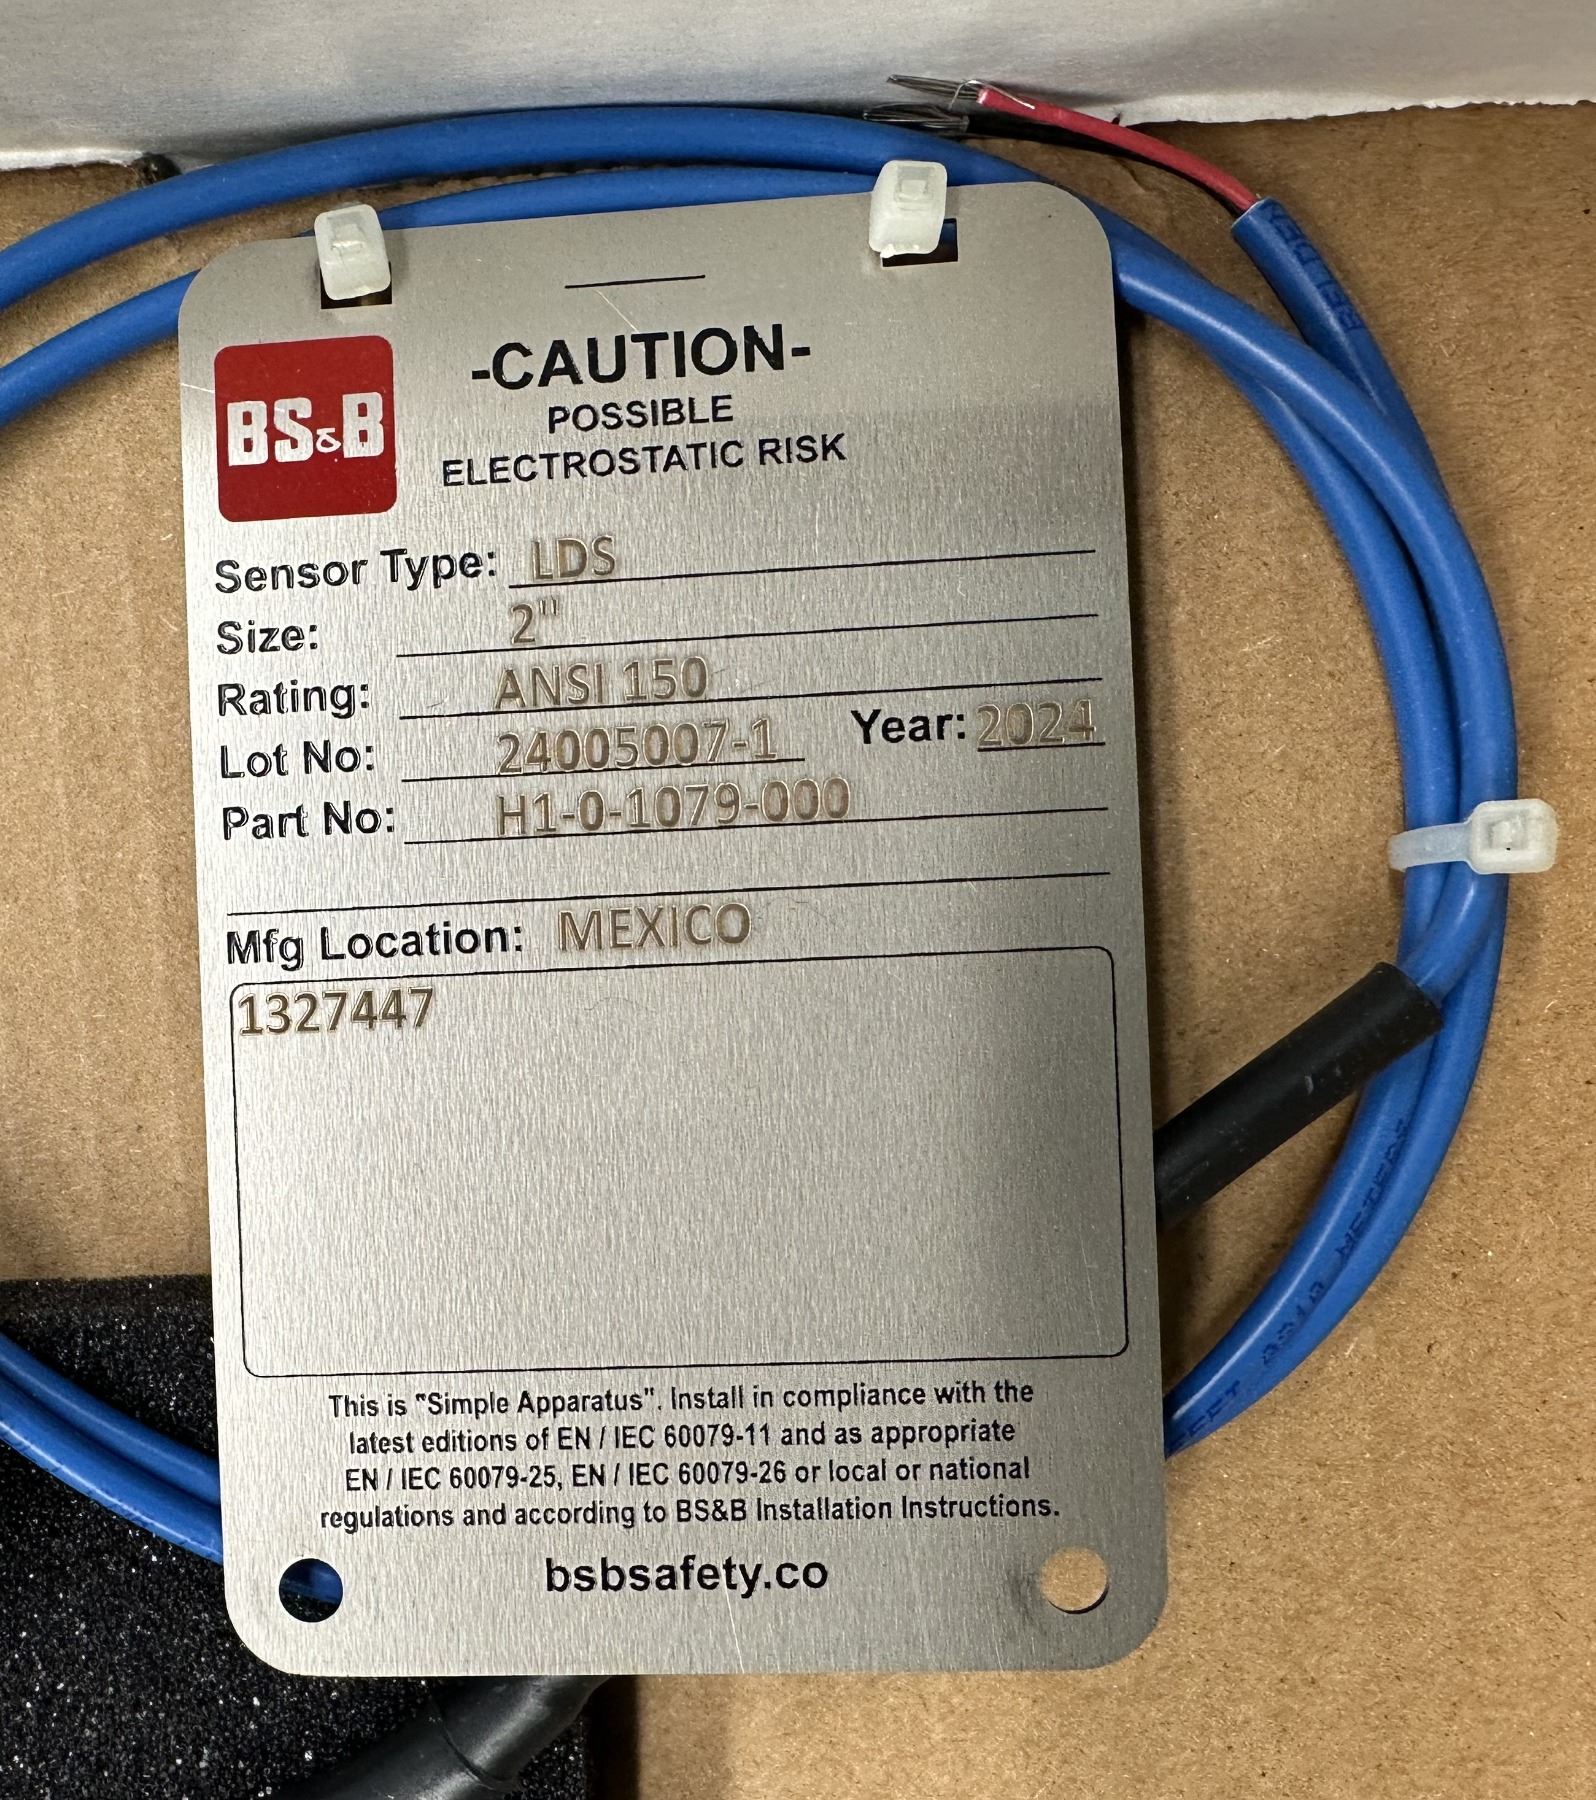 BELDEN
BS&B
-CAUTION-
POSSIBLE
ELECTROSTATIC RISK
Sensor Type: LDS
Size: 2"
Rating: ANSI 150
Lot No: 24005007-1 Year: 2024
Part No: H1-0-1079-000
Mfg Location: MEXICO
1327447
This is "Simple Apparatus". Install in compliance with the
latest editions of EN / IEC 60079-11 and as appropriate
EN / IEC 60079-25, EN / IEC 60079-26 or local or national
regulations and according to BS&B Installation Instructions.
bsbsafety.co